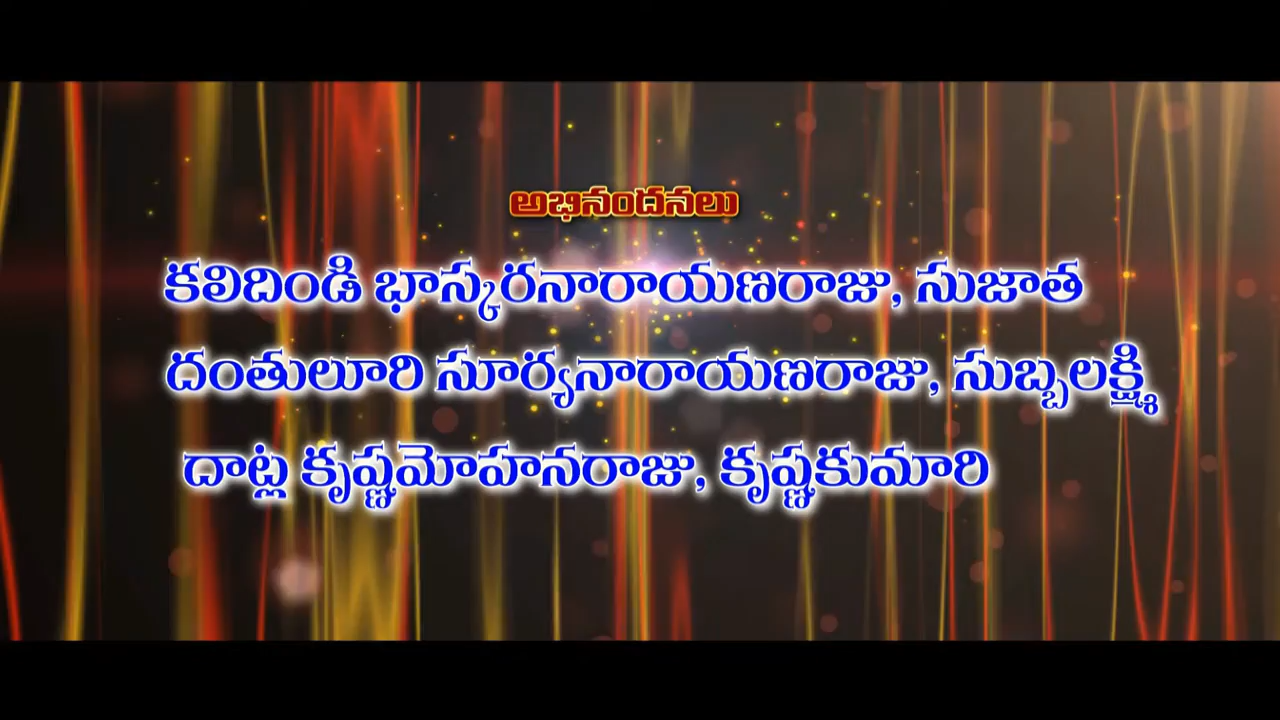 అభినందనలు
కలిదిండి భాస్కరనారాయణరాజు, సుజాత
దంతులూరి సూర్యనారాయణరాజు, సుబ్బలక్ష్మి
దాట్ల కృష్ణమోహనరాజు, కృష్ణకుమారి